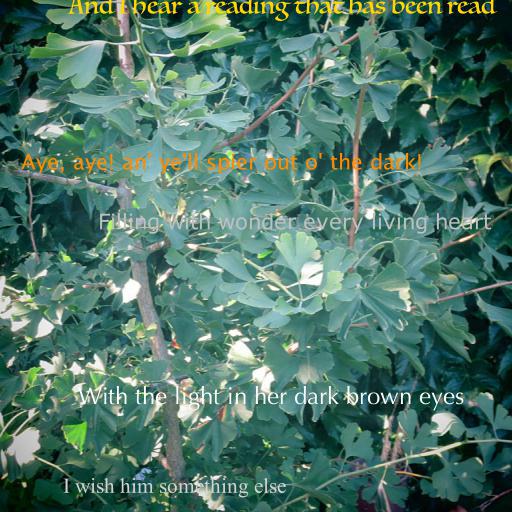 And I hear a reading that has been read
Aye, aye! an' ye'll spier out o' the dark!
Filling with wonder every living heart
With the light in her dark brown eyes
I wish him something else